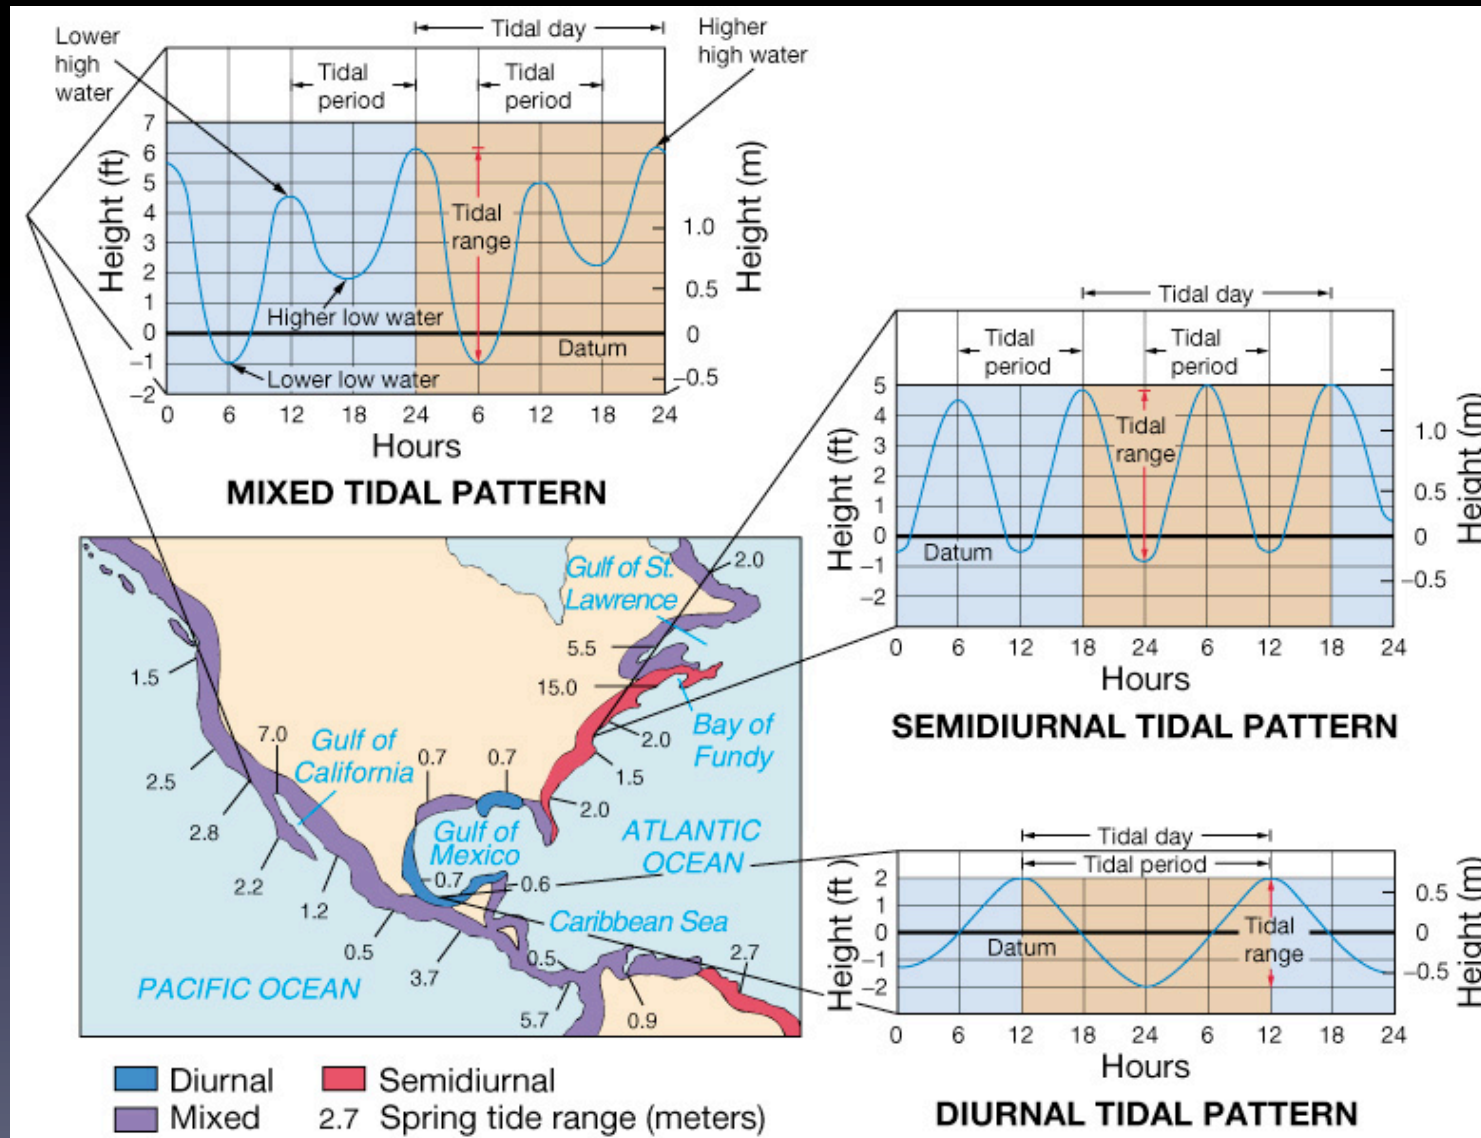 Lower
high
water
Tidal day
Higher
high water
Tidal
period
Tidal
period
Height (ft)
7
6
5
4
3
2
1
0
–1
–2
Tidal
range
Higher low water
Lower low water
Datum
1.0
0.5
0
–0.5
Height (m)
0 6 12 18 24 6 12 18 24
Hours
MIXED TIDAL PATTERN
Tidal day
Tidal
period
Tidal
period
Height (ft)
5
4
3
2
1
0
–1
–2
Tidal
range
Datum
1.0
0.5
0
–0.5
Height (m)
0 6 12 18 24 6 12 18 24
Hours
SEMIDIURNAL TIDAL PATTERN
Gulf of St.
Lawrence
2.0
5.5
15.0
Bay of
Fundy
2.0
1.5
2.0
1.5
2.5
7.0
Gulf of
California
2.8
2.2
1.2
0.7
0.7
Gulf of
Mexico
0.7
0.6
ATLANTIC
OCEAN
Caribbean Sea
0.5
3.7
0.5
2.7
5.7
0.9
PACIFIC OCEAN
Tidal day
Tidal period
Height (ft)
2
1
0
–1
–2
Datum
Tidal
range
0.5
0
–0.5
Height (m)
0 6 12 18 24 6 12 18 24
Hours
DIURNAL TIDAL PATTERN
Diurnal
Semidiurnal
Mixed
2.7 Spring tide range (meters)